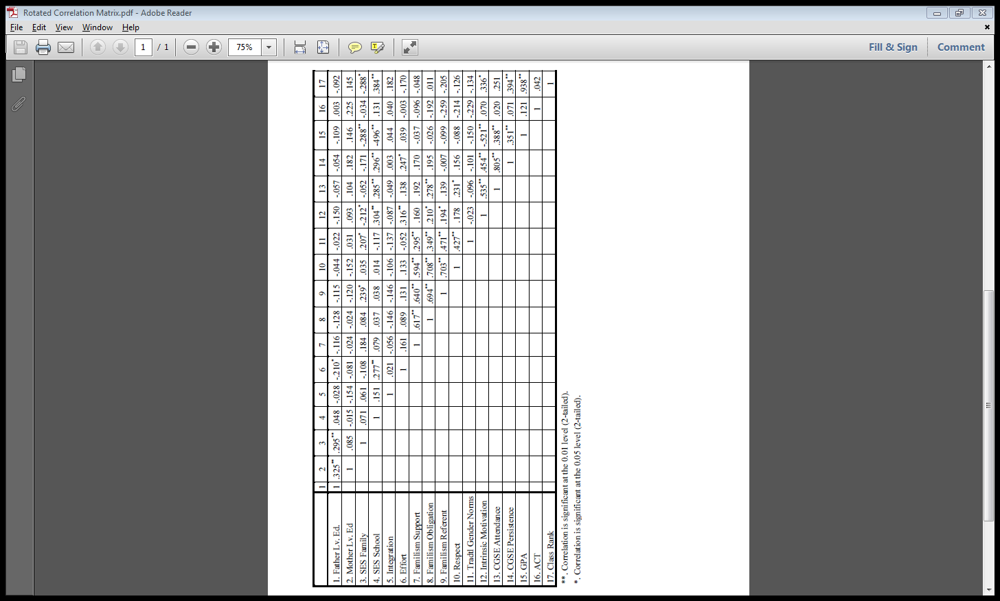 Rotated Correlation Matrix.pdf - Adobe Reader
File Edit View Window Help
1 / 1 75% Fill & Sign Comment
1 2 3 4 5 6 7 8 9 10 11 12 13 14 15 16 17
1. Father Lv. Ed. 1 .325** .295** .048 -.028 -.210* -.116 -.128 -.115 -.044 -.022 -.150 -.057 -.054 -.109 .003 -.092
2. Mother Lv. Ed 1 .085 -.015 -.154 -.081 -.024 -.024 -.120 -.152 .031 .093 .104 .182 .146 .225 .145
3. SES Family 1 .071 .061 -.108 .184 .084 .239* .035 .207* -.212* -.052 -.171 -.288** -.034 -.288*
4. SES School 1 .151 .277** .079 .037 .038 .014 -.117 .304** .285** .296** -496** .131 .384**
5. Integration 1 .021 -.056 -.146 -.146 -.106 -.137 -.087 -.049 .003 .044 .040 .182
6. Effort 1 .161 .089 .131 .133 -.052 .316** .138 .247* .039 -.003 -.170
7. Familism Support 1 .617** .640** .594** .295** .160 .192 .170 -.037 -.096 -.048
8. Familism Obligation 1 .694** .708** .349** .210* .278** .195 -.026 -.192 .011
9. Familism Referent 1 .703** .471** .194* .139 -.007 -.099 -.259 -.205
10. Respect 1 .427** .178 .231* .156 -.088 -.214 -.126
11. Tradtl Gender Norms 1 -.023 -.096 -.101 -.150 -.229 -.134
12. Intrinsic Motivation 1 .535** .454** -.521** .070 .336*
13. CGSE Attendance 1 .805** .388** .020 .251
14. CGSE Persistence 1 .351** .071 .394**
15. GPA 1 .121 .938**
16. ACT 1 .042
17. Class Rank 1
**. Correlation is significant at the 0.01 level (2-tailed).
*. Correlation is significant at the 0.05 level (2-tailed).